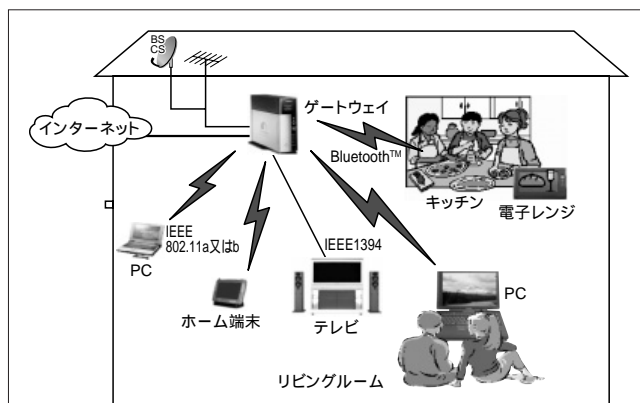 BS
CS
ゲートウェイ
インターネット
Bluetooth™
キッチン
電子レンジ
IEEE
802.11a又はb
PC
IEEE1394
ホーム端末
テレビ
PC
リビングルーム